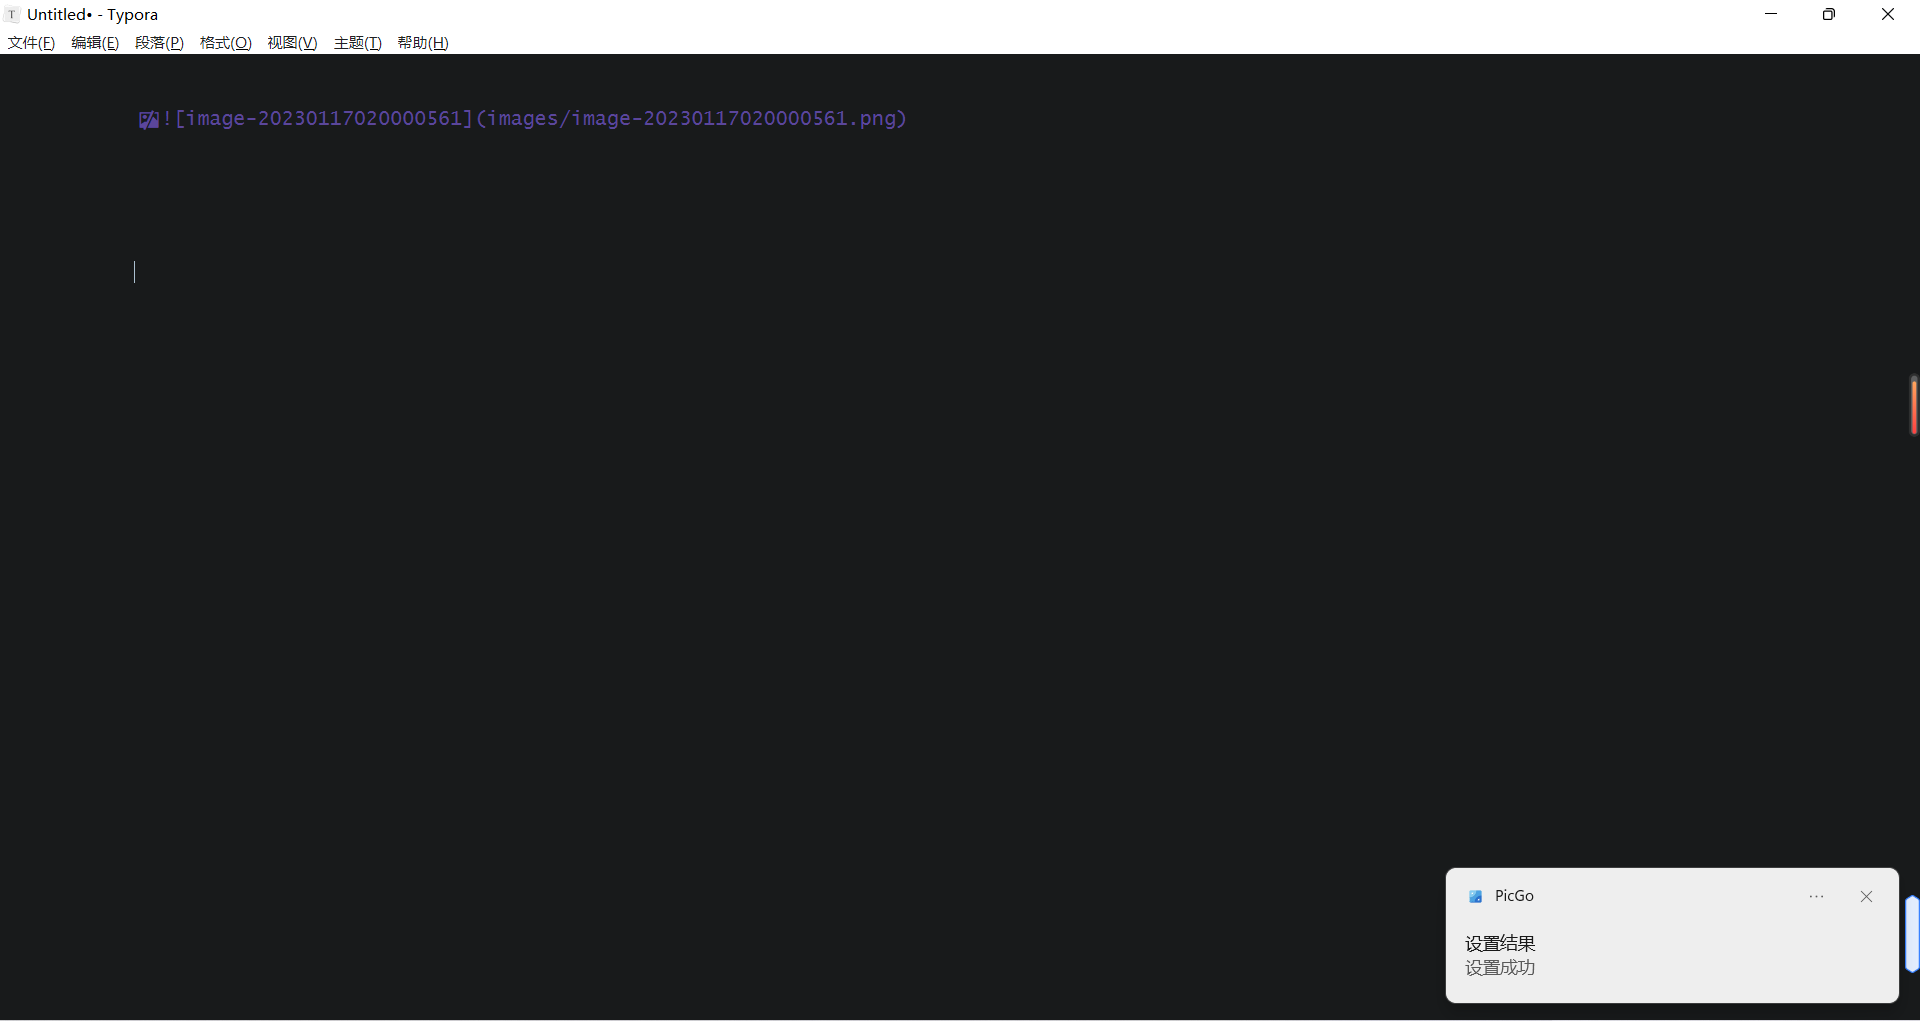 Untitled• - Typora
文件(F) 编辑(E) 段落(P) 格式(O) 视图(V) 主题(T) 帮助(H)
![image-20230117020000561](images/image-20230117020000561.png)
PicGo
设置结果
设置成功